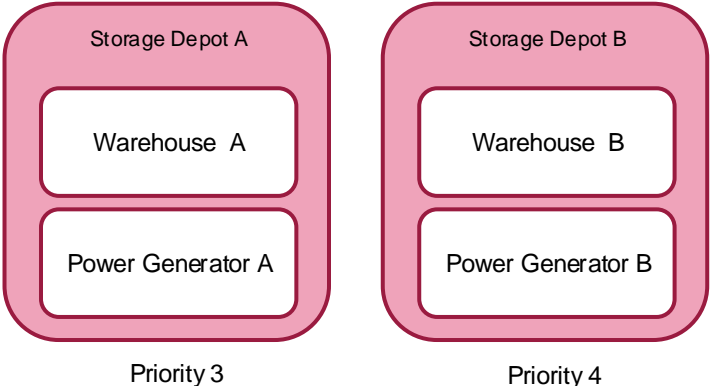 Storage Depot A
Storage Depot B
Warehouse A
Warehouse B
Power Generator A
Power Generator B
Priority 3
Priority 4